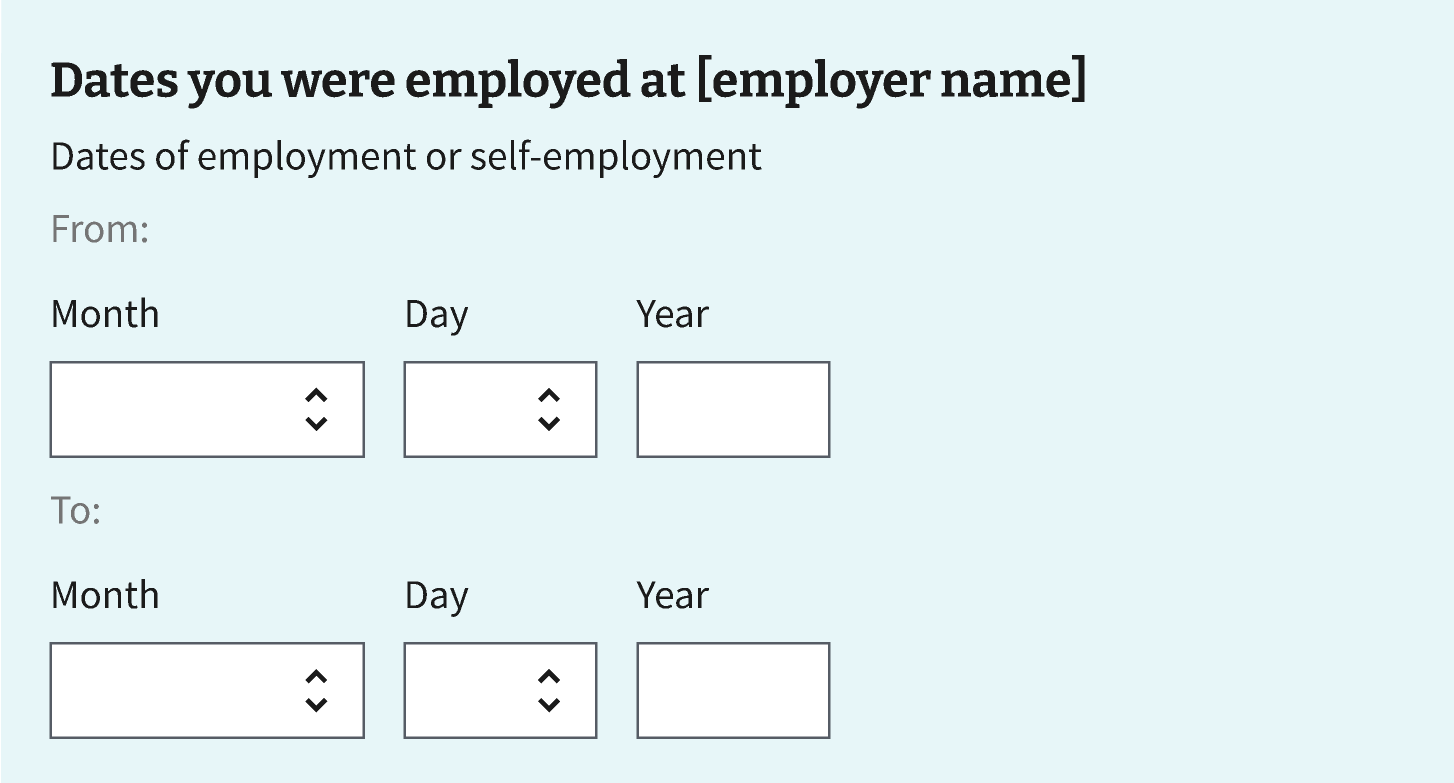 Dates you were employed at [employer name]
Dates of employment or self-employment
From:
Month Day Year
To:
Month Day Year